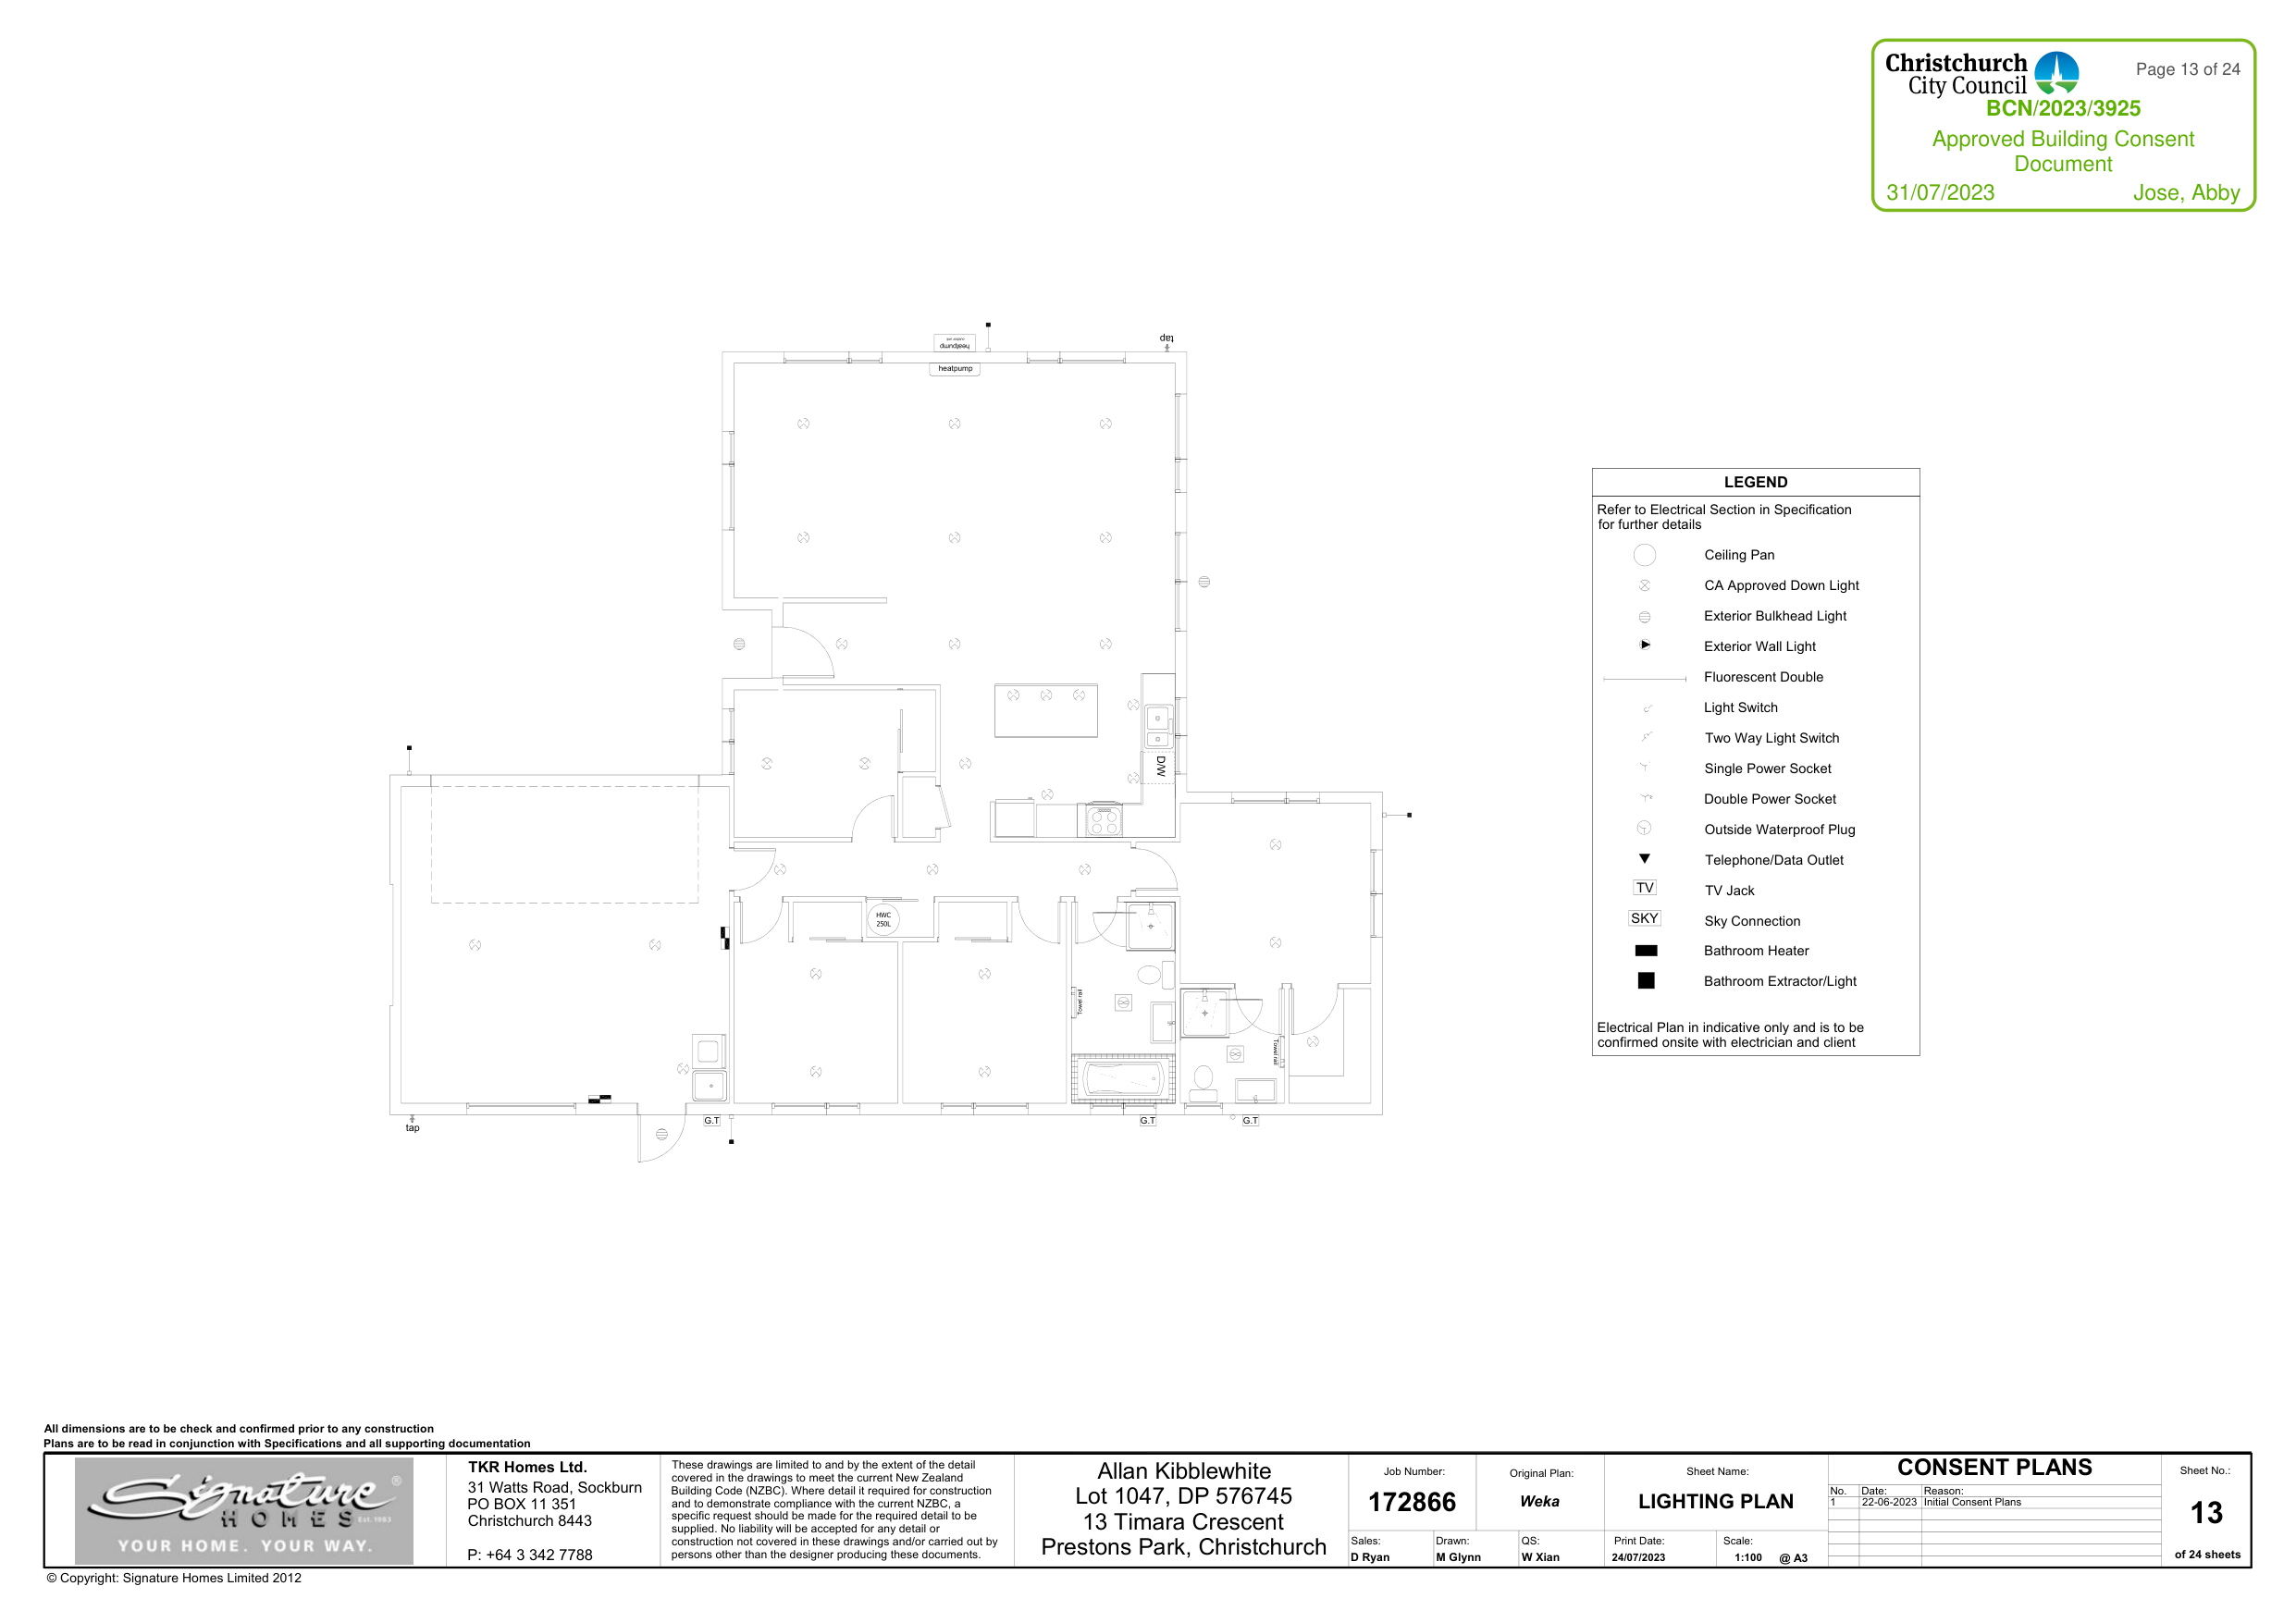 Christchurch
City Council
Page 13 of 24
BCN/2023/3925
Approved Building Consent
Document
31/07/2023 Jose, Abby
heatpump
heatpump
tap
D/W
HWC
250L
Towel rail
Towel rail
tap
G.T
G.T
G.T
LEGEND
Refer to Electrical Section in Specification
for further details
Ceiling Pan
CA Approved Down Light
Exterior Bulkhead Light
Exterior Wall Light
Fluorescent Double
Light Switch
Two Way Light Switch
Single Power Socket
Double Power Socket
Outside Waterproof Plug
Telephone/Data Outlet
TV TV Jack
SKY Sky Connection
Bathroom Heater
Bathroom Extractor/Light
Electrical Plan in indicative only and is to be
confirmed onsite with electrician and client
All dimensions are to be check and confirmed prior to any construction
Plans are to be read in conjunction with Specifications and all supporting documentation
Signature ®
HOMES Est. 1983
YOUR HOME. YOUR WAY.
TKR Homes Ltd.
31 Watts Road, Sockburn
PO BOX 11 351
Christchurch 8443
P: +64 3 342 7788
These drawings are limited to and by the extent of the detail
covered in the drawings to meet the current New Zealand
Building Code (NZBC). Where detail it required for construction
and to demonstrate compliance with the current NZBC, a
specific request should be made for the required detail to be
supplied. No liability will be accepted for any detail or
construction not covered in these drawings and/or carried out by
persons other than the designer producing these documents.
Allan Kibblewhite
Lot 1047, DP 576745
13 Timara Crescent
Prestons Park, Christchurch
Job Number:
172866
Original Plan:
Weka
Sheet Name:
LIGHTING PLAN
Sales:
D Ryan
Drawn:
M Glynn
QS:
W Xian
Print Date:
24/07/2023
Scale:
1:100 @ A3
CONSENT PLANS
No. Date: Reason:
1 22-06-2023 Initial Consent Plans
Sheet No.:
13
of 24 sheets
© Copyright: Signature Homes Limited 2012